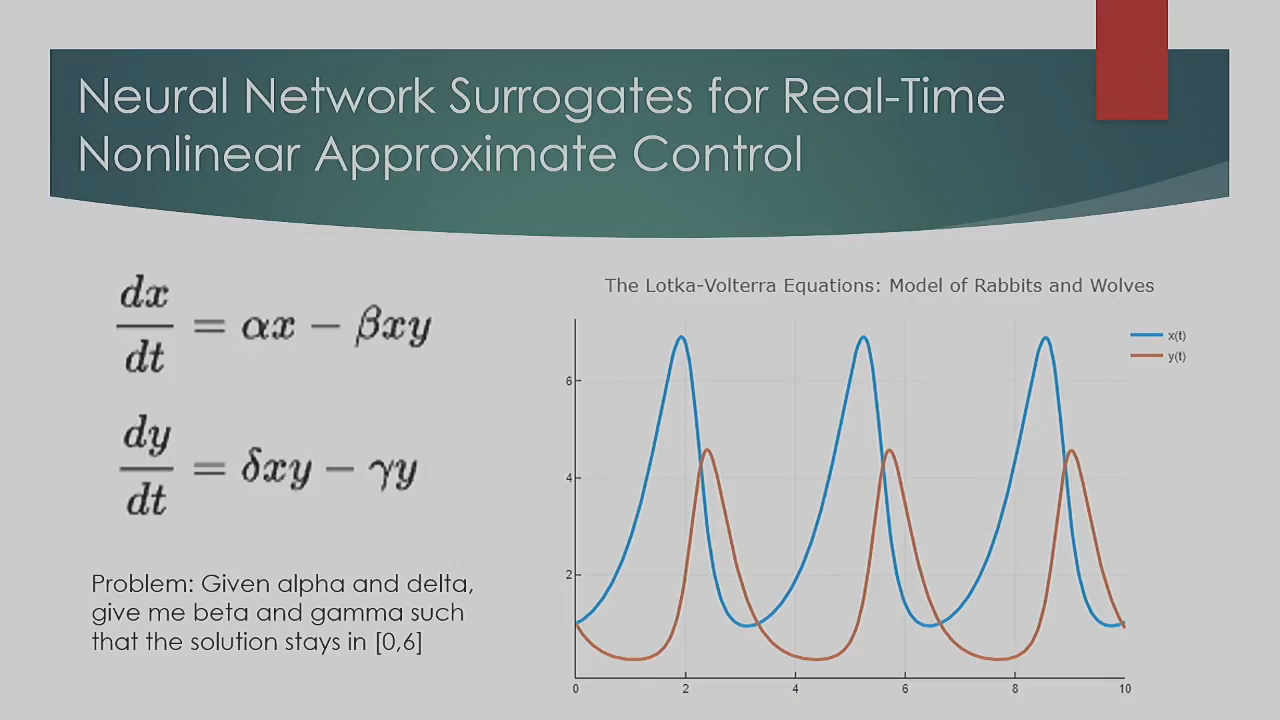 Neural Network Surrogates for Real-Time
Nonlinear Approximate Control
dx/dt = αx − βxy
dy/dt = δxy − γy
Problem: Given alpha and delta,
give me beta and gamma such
that the solution stays in [0,6]
The Lotka-Volterra Equations: Model of Rabbits and Wolves
x(t)
y(t)
6
4
2
0 2 4 6 8 10